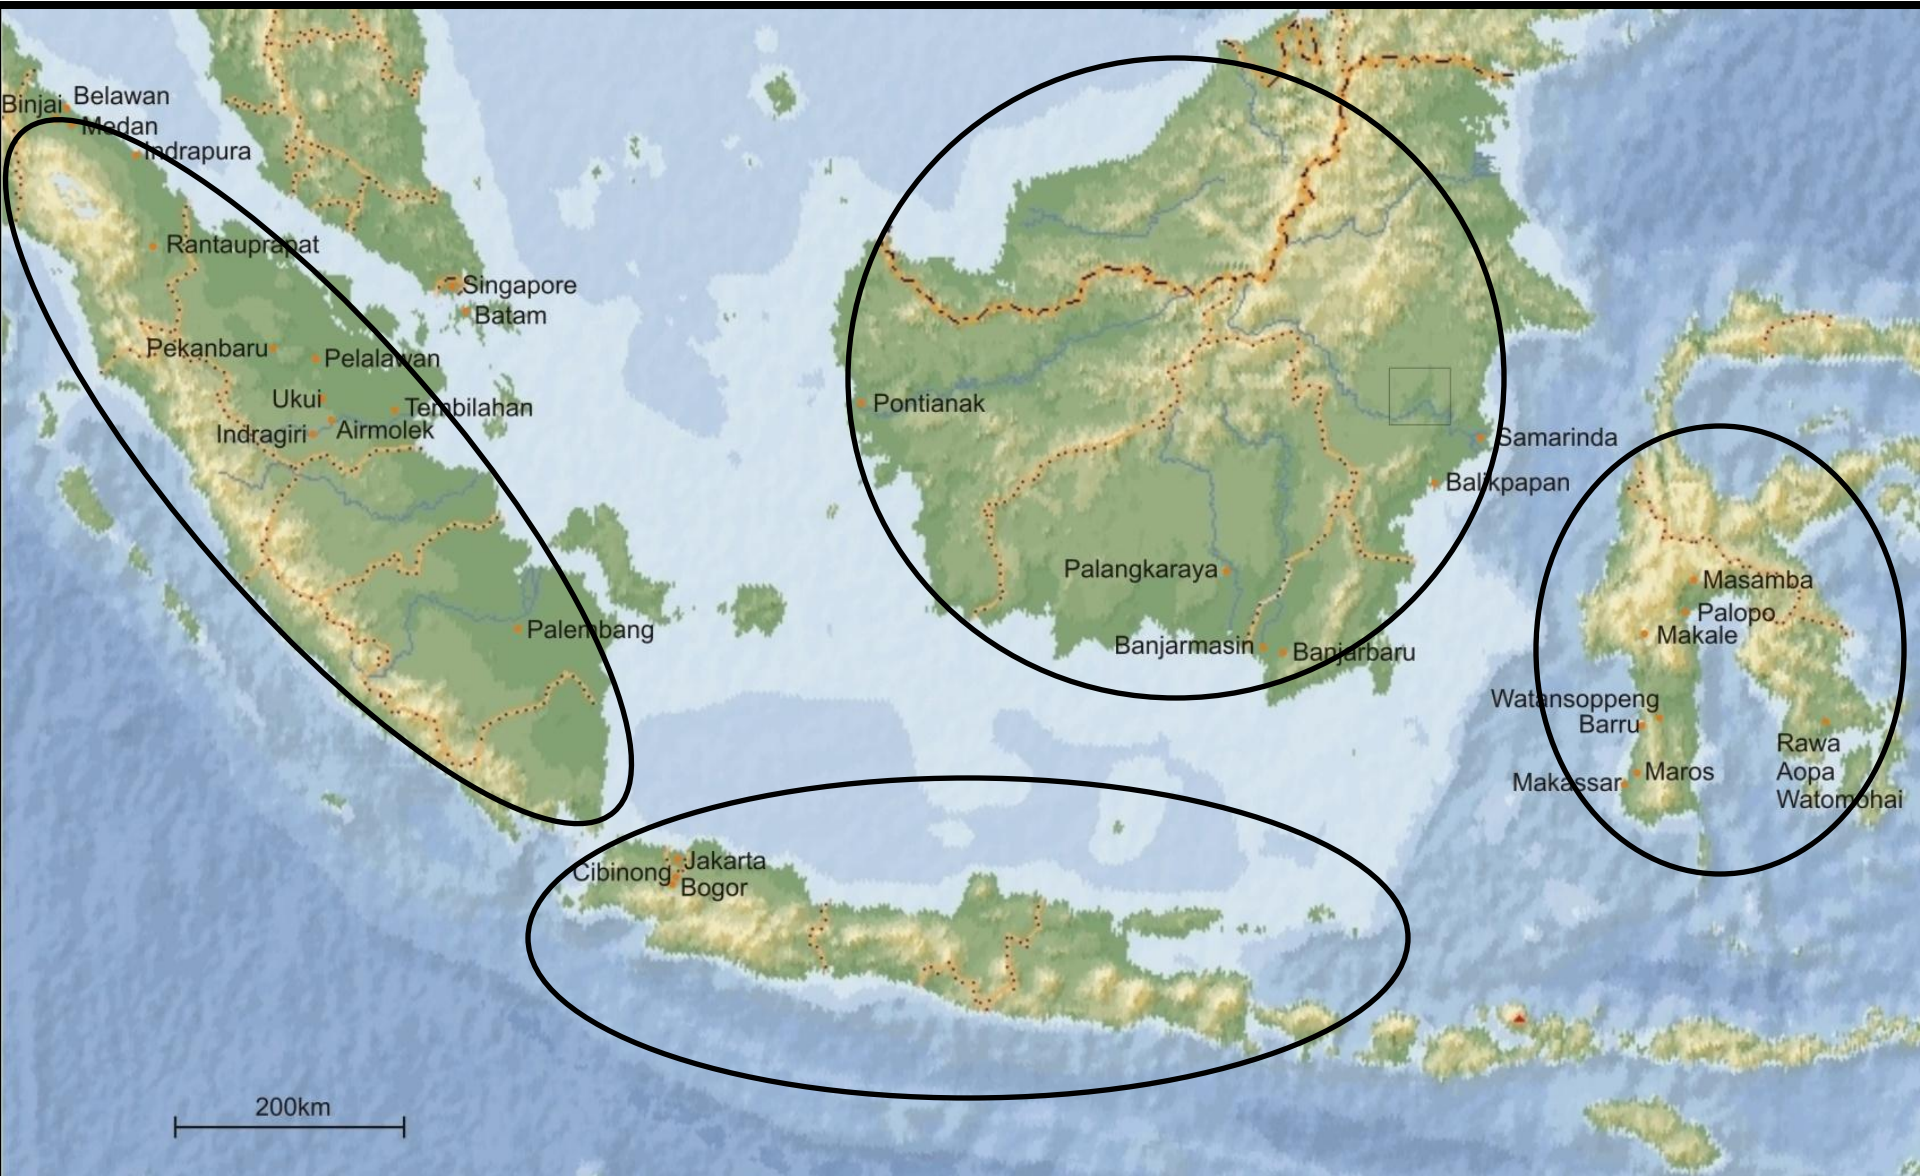 Belawan
Binjai
Medan
Indrapura
Rantauprapat
Singapore
Batam
Pekanbaru
Pelalawan
Ukui
Tembilahan
Indragiri
Airmolek
Pontianak
Samarinda
Balikpapan
Palangkaraya
Palembang
Banjarmasin
Banjarbaru
Masamba
Palopo
Makale
Watansoppeng
Barru
Rawa
Aopa
Watomohai
Maros
Makassar
Jakarta
Cibinong
Bogor
200km